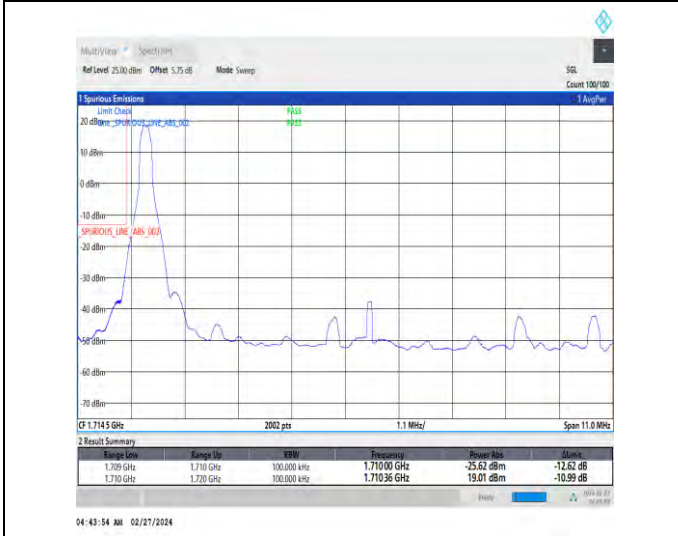 MultiView Spectrum
Ref Level 25.00 dBm Offset 5.75 dB Mode Sweep SGL
Count 100/100
1 Spurious Emissions 1 AvgPwr
Limit Check PASS
20 dBm Line _SPURIOUS_LINE_ABS_002 PASS
10 dBm
0 dBm
-10 dBm
_SPURIOUS_LINE_ABS_002
-20 dBm
-30 dBm
-40 dBm
-50 dBm
-60 dBm
-70 dBm
CF 1.714 5 GHz 2002 pts 1.1 MHz/ Span 11.0 MHz
2 Result Summary
Range Low Range Up RBW Frequency Power Abs ΔLimit
1.709 GHz 1.710 GHz 100.000 kHz 1.71000 GHz -25.62 dBm -12.62 dB
1.710 GHz 1.720 GHz 100.000 kHz 1.71036 GHz 19.01 dBm -10.99 dB
04:43:54 AM 02/27/2024